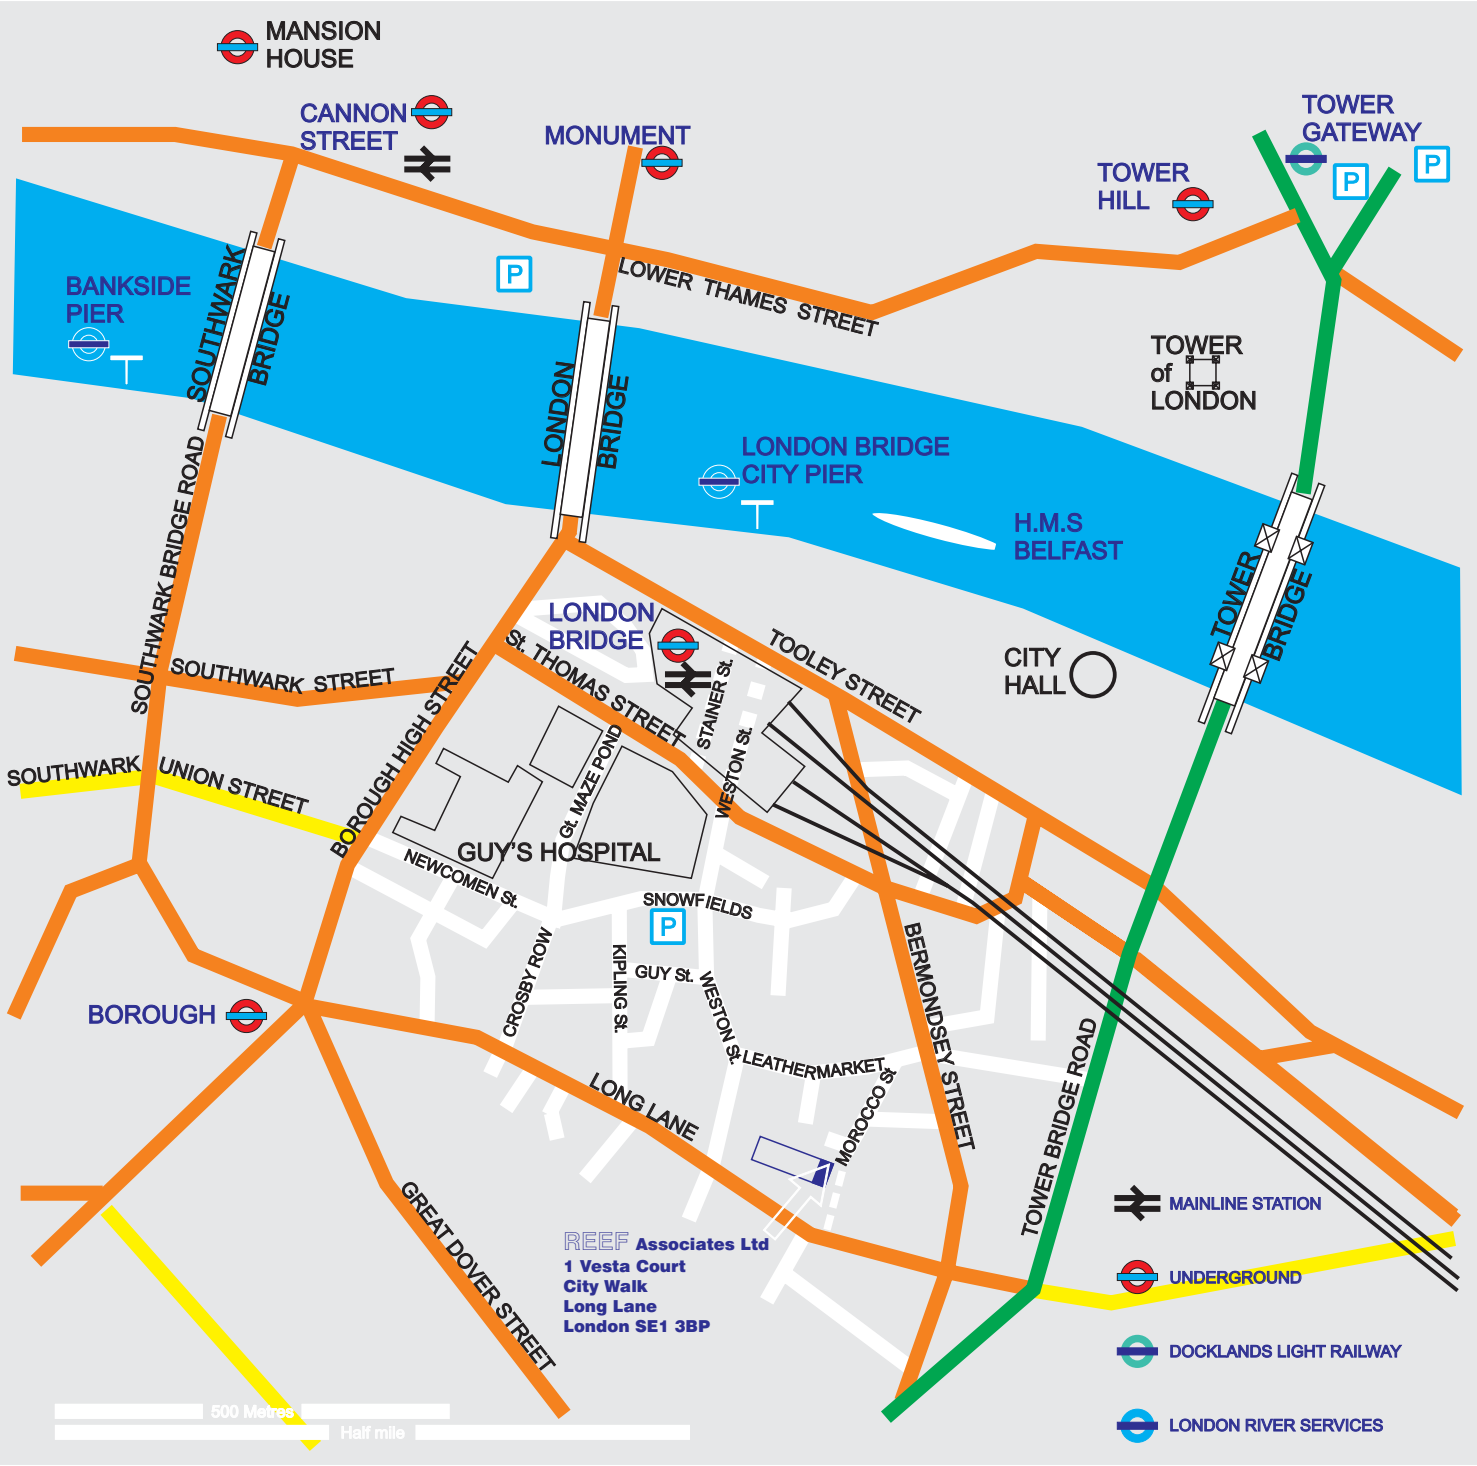 MANSION
HOUSE
CANNON
STREET
MONUMENT
TOWER
GATEWAY
P
P
TOWER
HILL
P
LOWER THAMES STREET
BANKSIDE
PIER
SOUTHWARK
BRIDGE
LONDON
BRIDGE
TOWER
of
LONDON
LONDON BRIDGE
CITY PIER
H.M.S
BELFAST
TOWER
BRIDGE
SOUTHWARK BRIDGE ROAD
LONDON
BRIDGE
St. THOMAS STREET
TOOLEY STREET
CITY
HALL
STAINER St.
WESTON St.
SOUTHWARK STREET
BOROUGH HIGH STREET
Gt. MAZE POND
SOUTHWARK
UNION STREET
GUY'S HOSPITAL
NEWCOMEN St.
SNOWFIELDS
P
CROSBY ROW
KIPLING St.
GUY St.
WESTON St.
BERMONDSEY STREET
BOROUGH
LEATHERMARKET
MOROCCO St
LONG LANE
TOWER BRIDGE ROAD
GREAT DOVER STREET
REEF Associates Ltd
1 Vesta Court
City Walk
Long Lane
London SE1 3BP
MAINLINE STATION
UNDERGROUND
DOCKLANDS LIGHT RAILWAY
LONDON RIVER SERVICES
500 Metres
Half mile